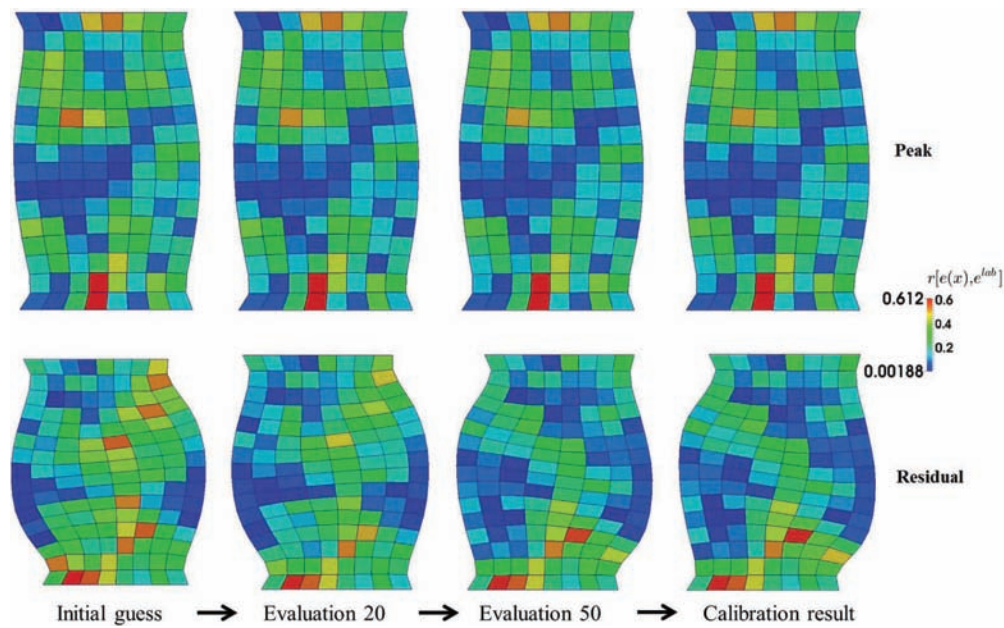 Peak
r[e(x),e^{lab}]
0.612
0.6
0.4
0.2
0.00188
Residual
Initial guess → Evaluation 20 → Evaluation 50 → Calibration result